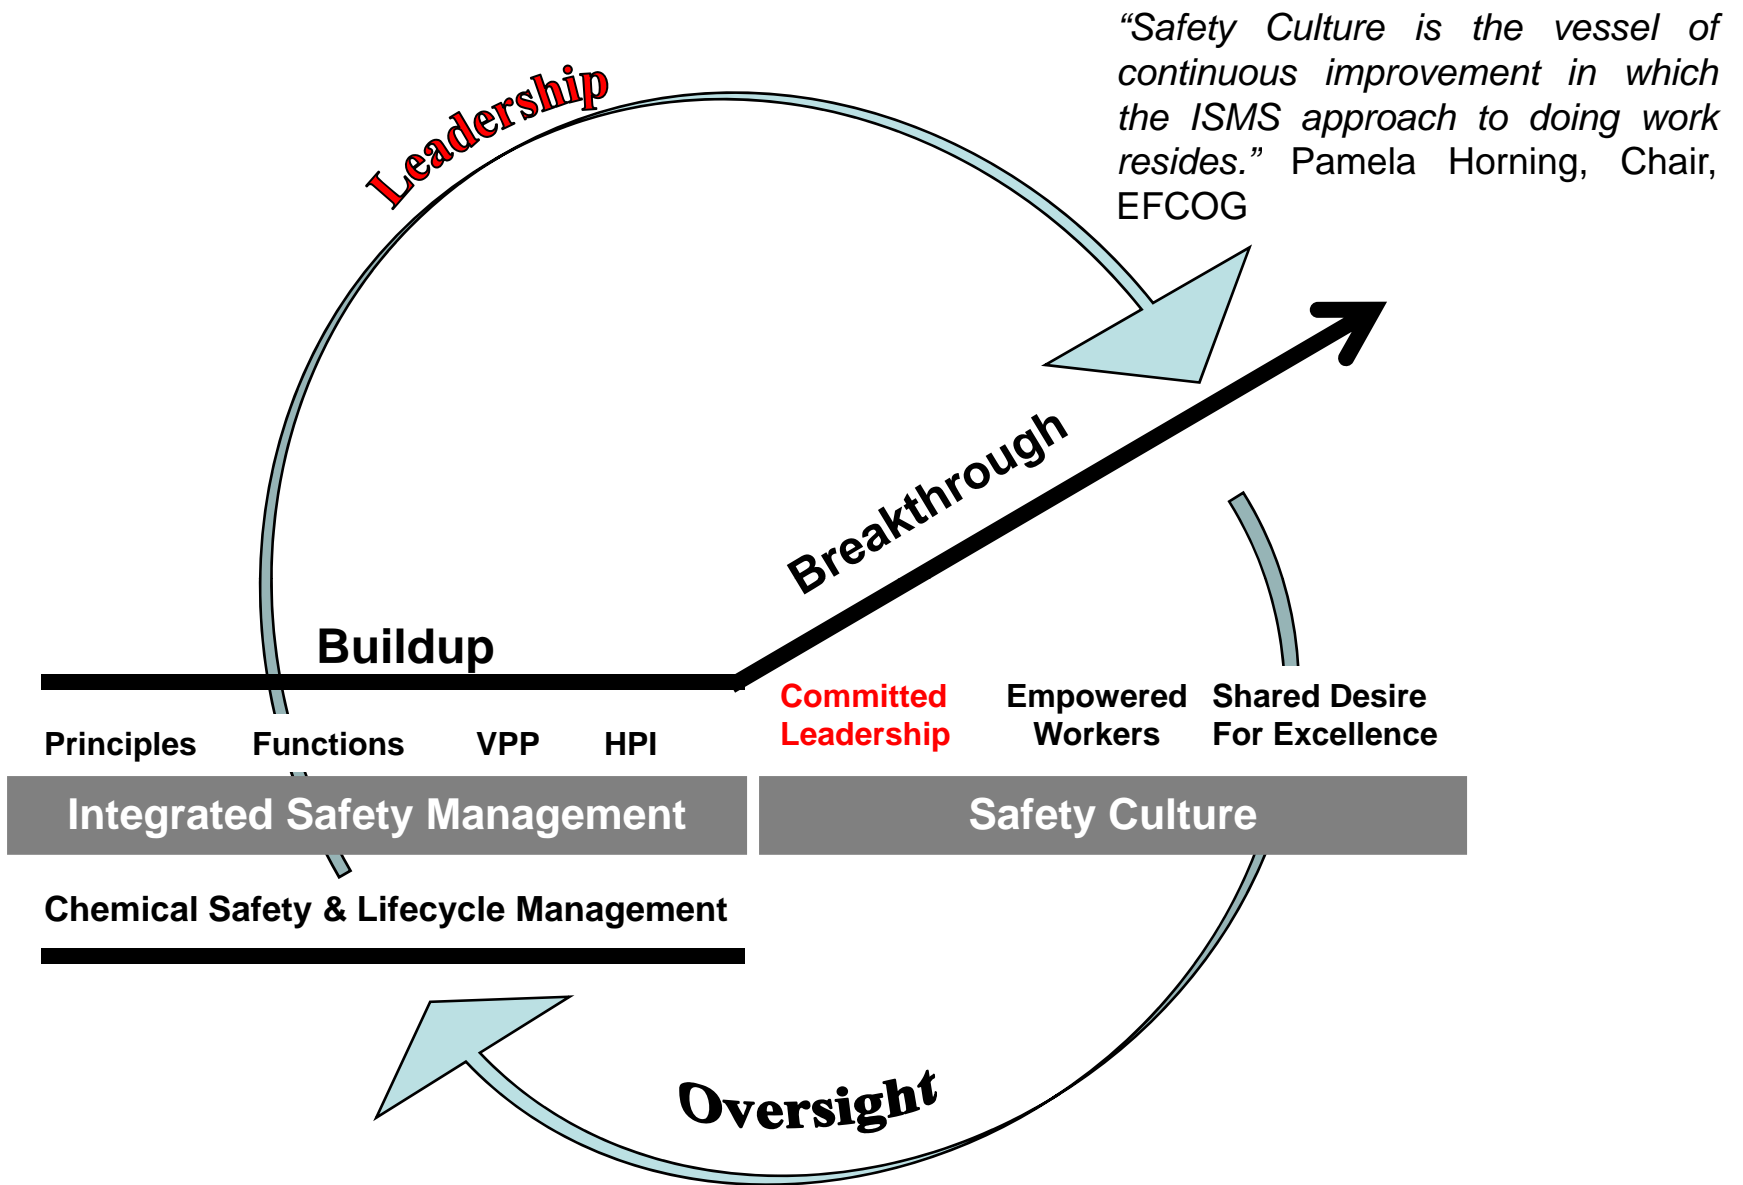 “Safety Culture is the vessel of
continuous improvement in which
the ISMS approach to doing work
resides.” Pamela Horning, Chair,
EFCOG
Leadership
Breakthrough
Buildup
Committed
Leadership
Empowered
Workers
Shared Desire
For Excellence
Principles Functions VPP HPI
Integrated Safety Management
Safety Culture
Chemical Safety & Lifecycle Management
Oversight